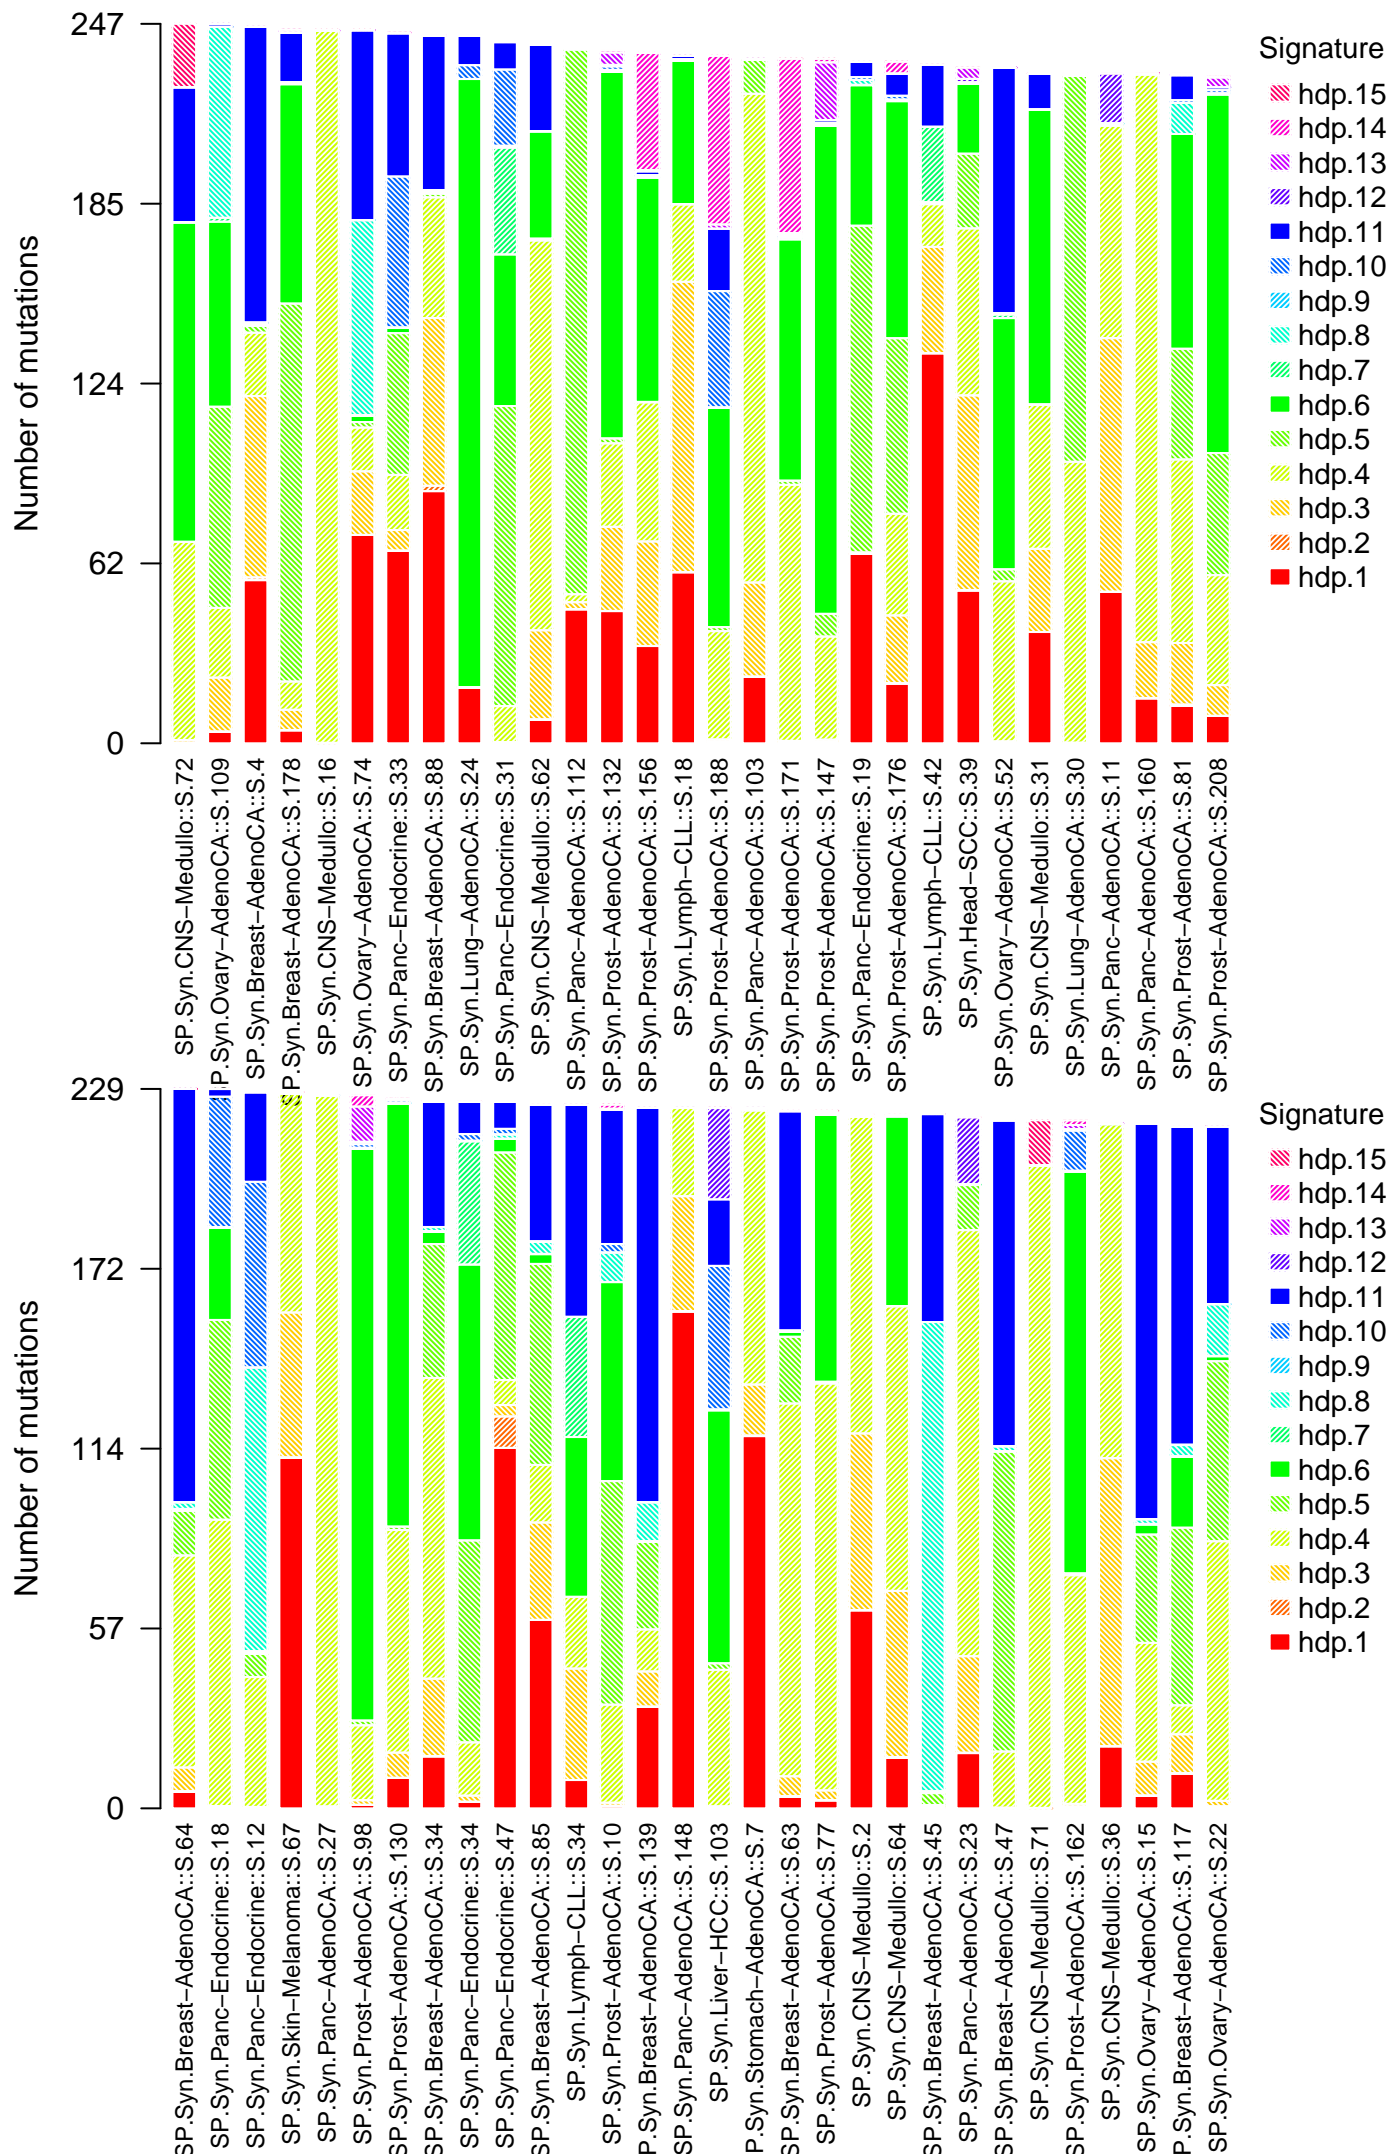 247
185
124
62
0
Number of mutations
Signature
hdp.15
hdp.14
hdp.13
hdp.12
hdp.11
hdp.10
hdp.9
hdp.8
hdp.7
hdp.6
hdp.5
hdp.4
hdp.3
hdp.2
hdp.1
SP.Syn.CNS−Medullo::S.72
P.Syn.Ovary−AdenoCA::S.109
SP.Syn.Breast−AdenoCA::S.4
P.Syn.Breast−AdenoCA::S.178
SP.Syn.CNS−Medullo::S.16
SP.Syn.Ovary−AdenoCA::S.74
SP.Syn.Panc−Endocrine::S.33
SP.Syn.Breast−AdenoCA::S.88
SP.Syn.Lung−AdenoCA::S.24
SP.Syn.Panc−Endocrine::S.31
SP.Syn.CNS−Medullo::S.62
SP.Syn.Panc−AdenoCA::S.112
SP.Syn.Prost−AdenoCA::S.132
SP.Syn.Prost−AdenoCA::S.156
SP.Syn.Lymph−CLL::S.18
SP.Syn.Prost−AdenoCA::S.188
SP.Syn.Panc−AdenoCA::S.103
SP.Syn.Prost−AdenoCA::S.171
SP.Syn.Prost−AdenoCA::S.147
SP.Syn.Panc−Endocrine::S.19
SP.Syn.Prost−AdenoCA::S.176
SP.Syn.Lymph−CLL::S.42
SP.Syn.Head−SCC::S.39
SP.Syn.Ovary−AdenoCA::S.52
SP.Syn.CNS−Medullo::S.31
SP.Syn.Lung−AdenoCA::S.30
SP.Syn.Panc−AdenoCA::S.11
SP.Syn.Panc−AdenoCA::S.160
SP.Syn.Prost−AdenoCA::S.81
SP.Syn.Prost−AdenoCA::S.208
229
172
114
57
0
Number of mutations
Signature
hdp.15
hdp.14
hdp.13
hdp.12
hdp.11
hdp.10
hdp.9
hdp.8
hdp.7
hdp.6
hdp.5
hdp.4
hdp.3
hdp.2
hdp.1
SP.Syn.Breast−AdenoCA::S.64
SP.Syn.Panc−Endocrine::S.18
SP.Syn.Panc−Endocrine::S.12
SP.Syn.Skin−Melanoma::S.67
SP.Syn.Panc−AdenoCA::S.27
SP.Syn.Prost−AdenoCA::S.98
SP.Syn.Prost−AdenoCA::S.130
SP.Syn.Breast−AdenoCA::S.34
SP.Syn.Panc−Endocrine::S.34
SP.Syn.Panc−Endocrine::S.47
SP.Syn.Breast−AdenoCA::S.85
SP.Syn.Lymph−CLL::S.34
SP.Syn.Prost−AdenoCA::S.10
P.Syn.Breast−AdenoCA::S.139
SP.Syn.Panc−AdenoCA::S.148
SP.Syn.Liver−HCC::S.103
P.Syn.Stomach−AdenoCA::S.7
SP.Syn.Breast−AdenoCA::S.63
SP.Syn.Prost−AdenoCA::S.77
SP.Syn.CNS−Medullo::S.2
SP.Syn.CNS−Medullo::S.64
SP.Syn.Breast−AdenoCA::S.45
SP.Syn.Panc−AdenoCA::S.23
SP.Syn.Breast−AdenoCA::S.47
SP.Syn.CNS−Medullo::S.71
SP.Syn.Prost−AdenoCA::S.162
SP.Syn.CNS−Medullo::S.36
SP.Syn.Ovary−AdenoCA::S.15
P.Syn.Breast−AdenoCA::S.117
SP.Syn.Ovary−AdenoCA::S.22